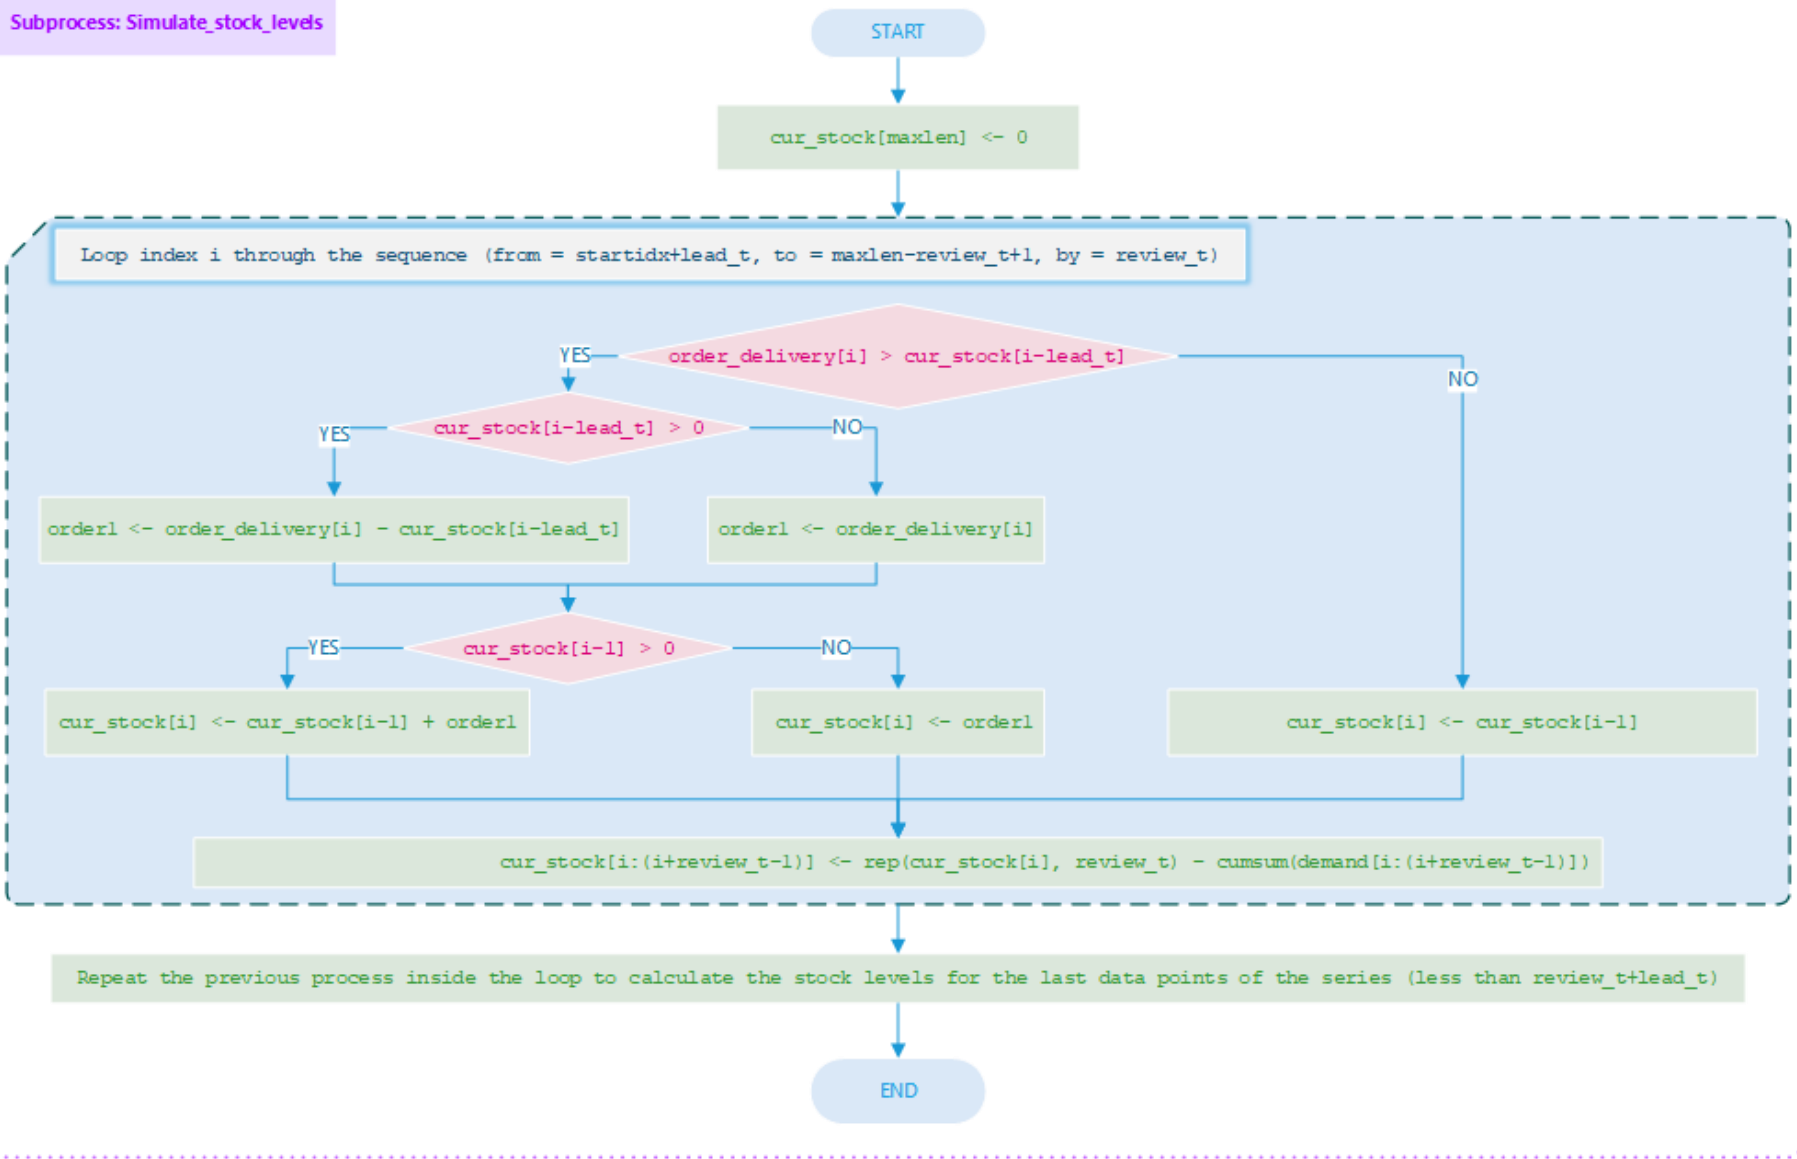 Subprocess: Simulate_stock_levels
START
cur_stock[maxlen] <- 0
Loop index i through the sequence (from = startidx+lead_t, to = maxlen-review_t+1, by = review_t)
order_delivery[i] > cur_stock[i-lead_t]
YES
NO
cur_stock[i-lead_t] > 0
YES
NO
order1 <- order_delivery[i] - cur_stock[i-lead_t]
order1 <- order_delivery[i]
cur_stock[i-1] > 0
YES
NO
cur_stock[i] <- cur_stock[i-1] + order1
cur_stock[i] <- order1
cur_stock[i] <- cur_stock[i-1]
cur_stock[i:(i+review_t-1)] <- rep(cur_stock[i], review_t) - cumsum(demand[i:(i+review_t-1)])
Repeat the previous process inside the loop to calculate the stock levels for the last data points of the series (less than review_t+lead_t)
END